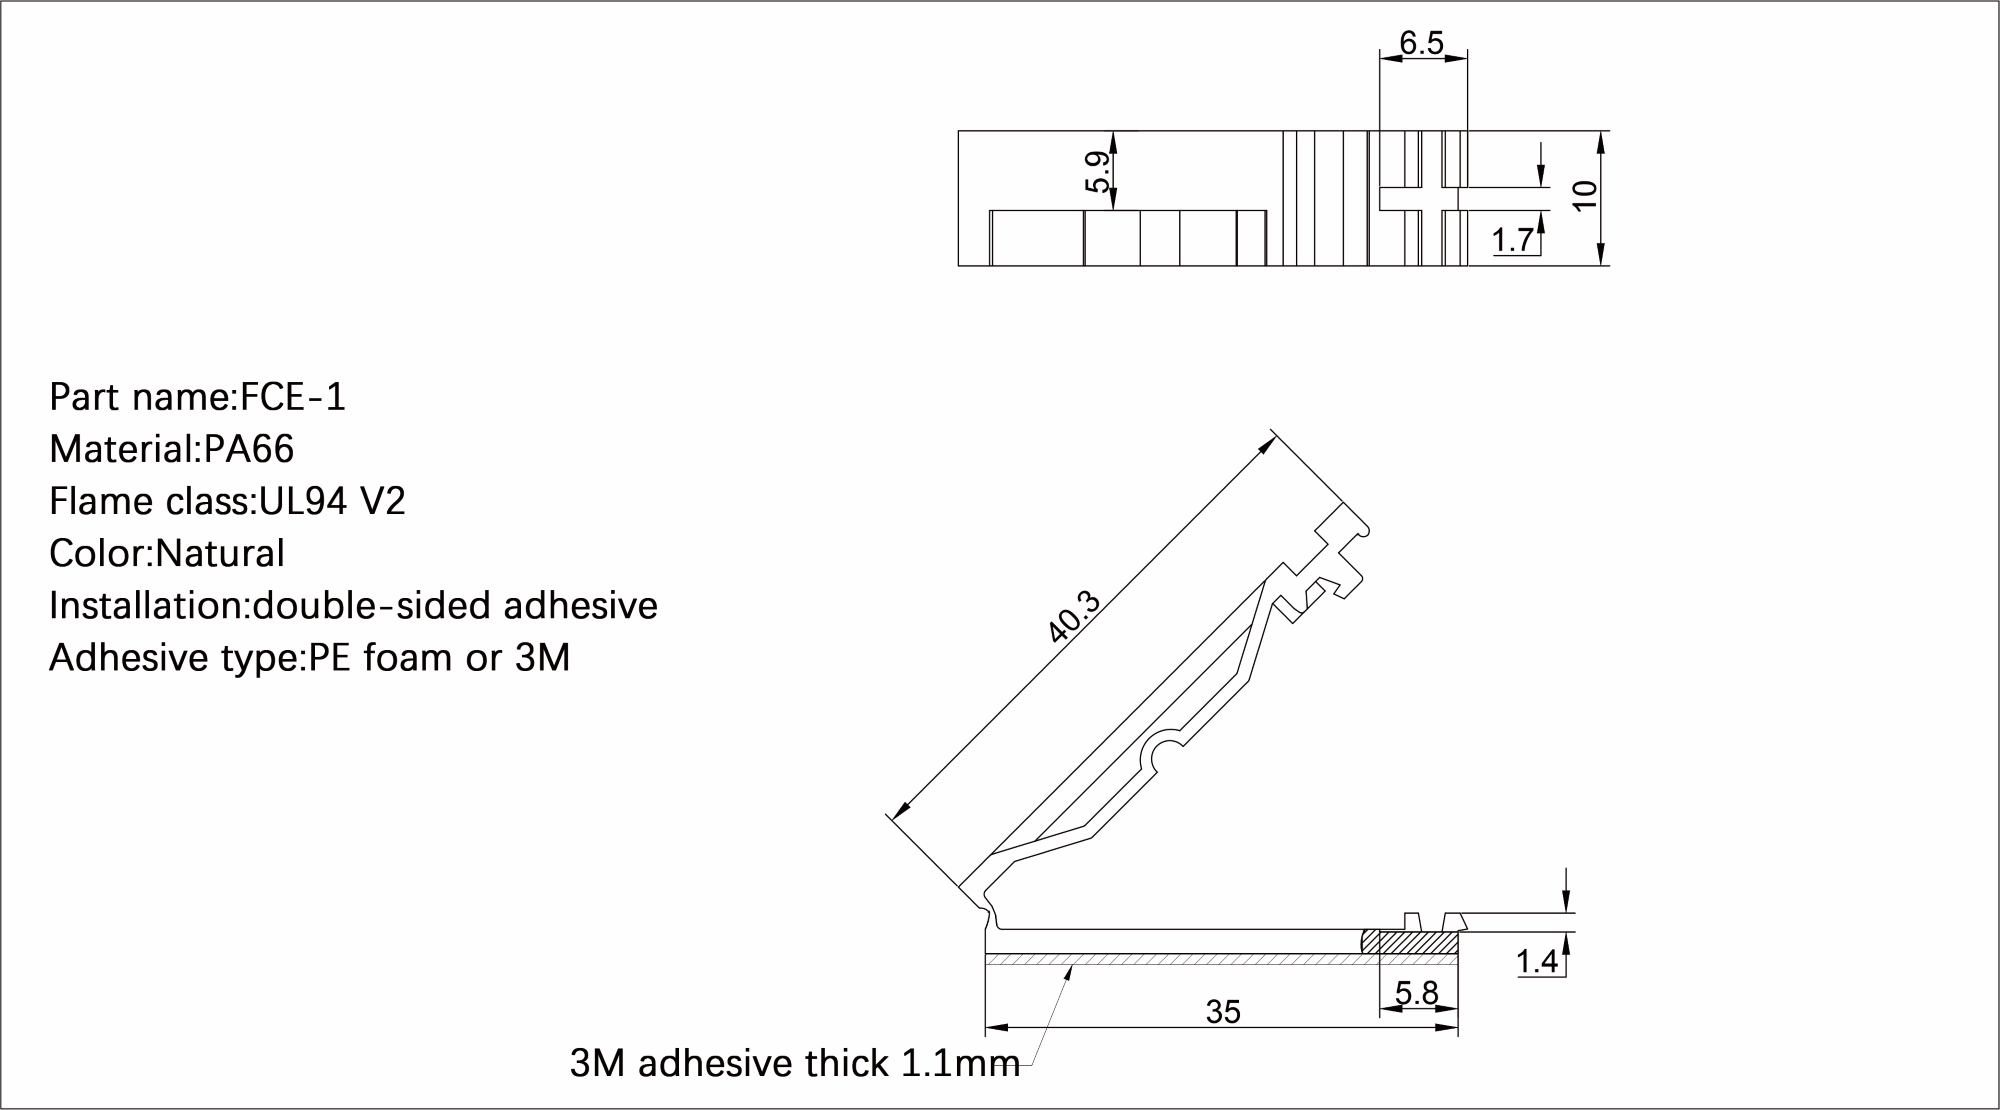 6.5
5.9
10
1.7
Part name:FCE-1
Material:PA66
Flame class:UL94 V2
Color:Natural
Installation:double-sided adhesive
Adhesive type:PE foam or 3M
40.3
1.4
5.8
35
3M adhesive thick 1.1mm